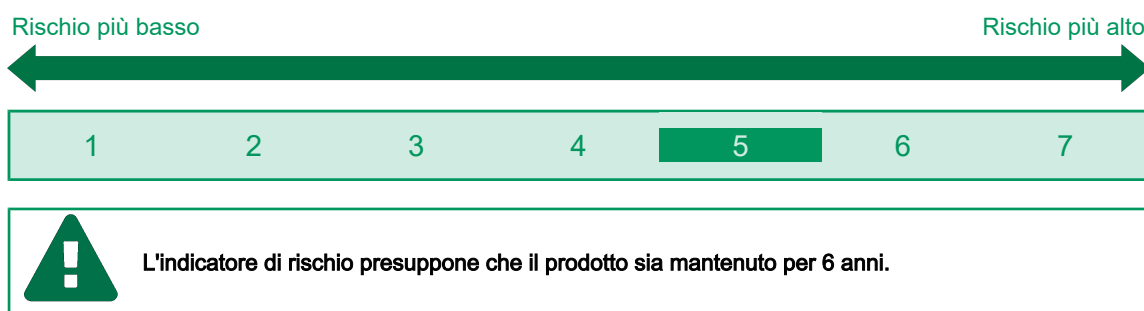 Rischio più basso Rischio più alto
1 2 3 4 5 6 7
L'indicatore di rischio presuppone che il prodotto sia mantenuto per 6 anni.